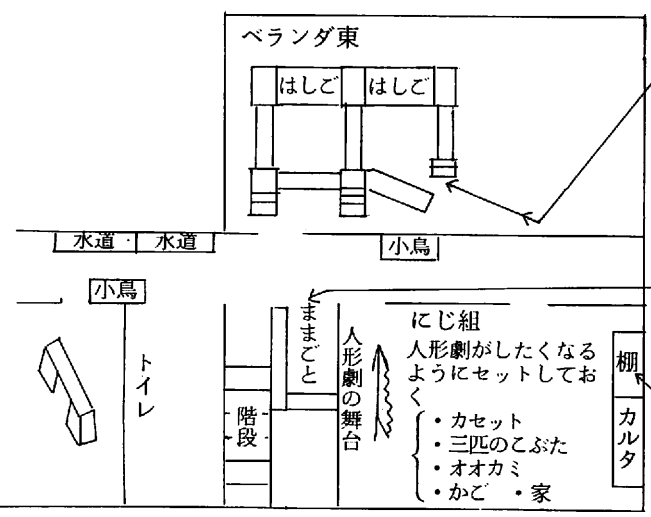 ベランダ東
はしご
はしご
水道
水道
小鳥
小鳥
ままごと
トイレ
階段
人形劇の舞台
にじ組
人形劇がしたくなる
ようにセットしてお
く
・カセット
・三匹のこぶた
・オオカミ
・かご ・家
棚
カルタ